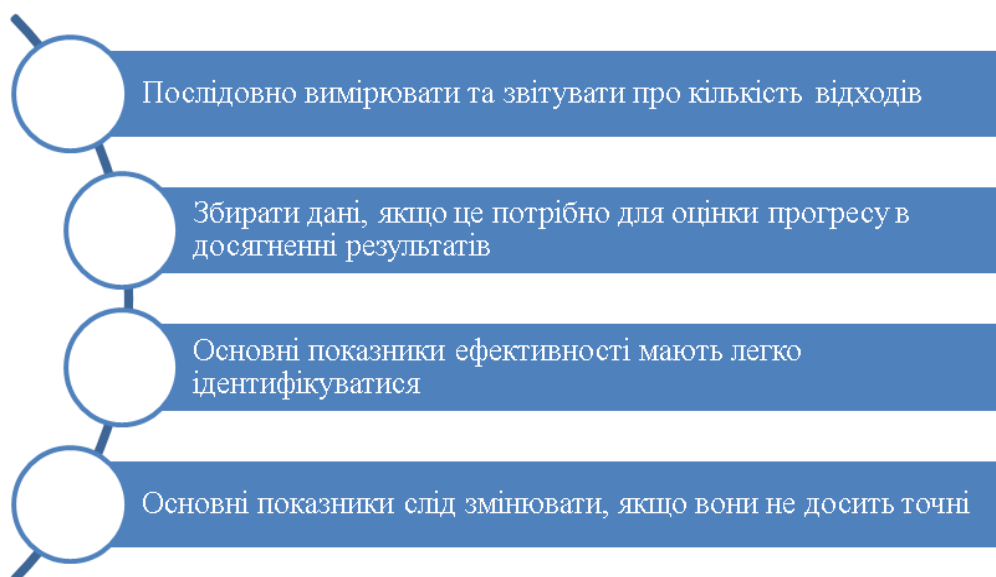 Послідовно вимірювати та звітувати про кількість відходів
Збирати дані, якщо це потрібно для оцінки прогресу в
досягненні результатів
Основні показники ефективності мають легко
ідентифікуватися
Основні показники слід змінювати, якщо вони не досить точні